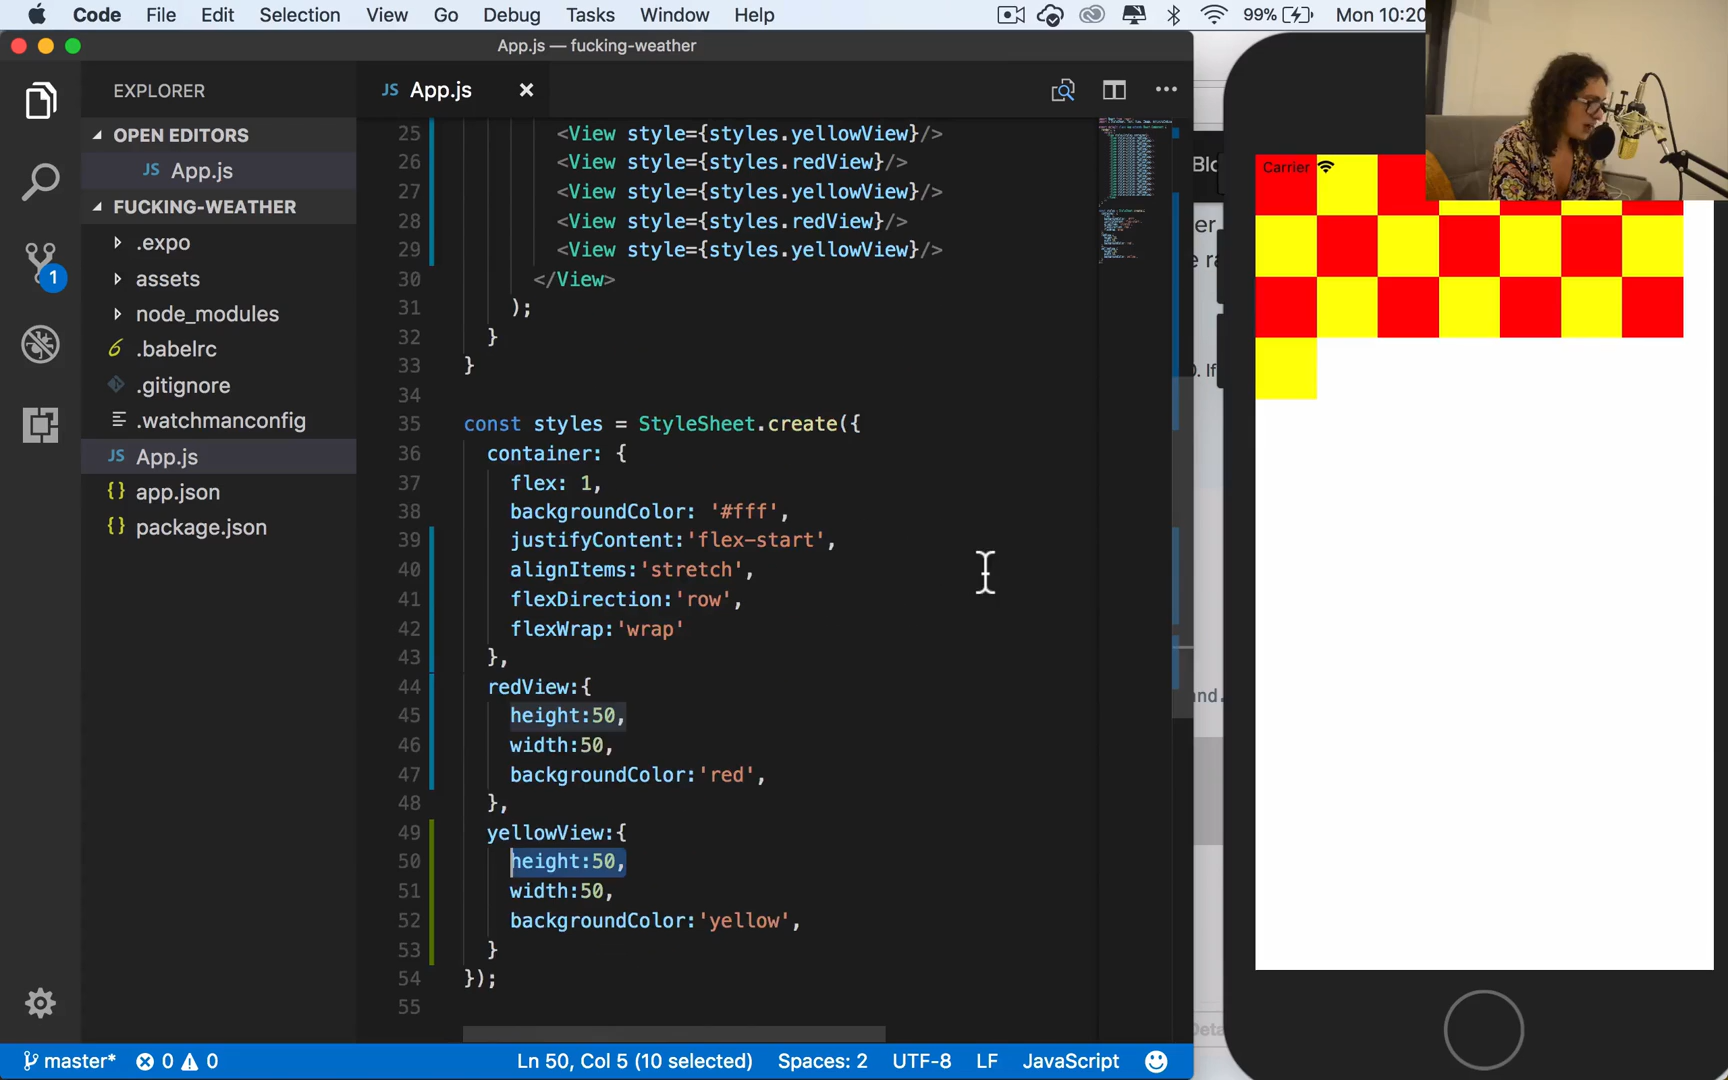 Code File Edit Selection View Go Debug Tasks Window Help 99% Mon 10:20
App.js — fucking-weather
EXPLORER
OPEN EDITORS
JS App.js
FUCKING-WEATHER
.expo
assets
node_modules
.babelrc
.gitignore
.watchmanconfig
JS App.js
{} app.json
{} package.json
1
JS App.js
25 <View style={styles.yellowView}/>
26 <View style={styles.redView}/>
27 <View style={styles.yellowView}/>
28 <View style={styles.redView}/>
29 <View style={styles.yellowView}/>
30 </View>
31 );
32 }
33 }
34
35 const styles = StyleSheet.create({
36 container: {
37 flex: 1,
38 backgroundColor: '#fff',
39 justifyContent:'flex-start',
40 alignItems:'stretch',
41 flexDirection:'row',
42 flexWrap:'wrap'
43 },
44 redView:{
45 height:50,
46 width:50,
47 backgroundColor:'red',
48 },
49 yellowView:{
50 height:50,
51 width:50,
52 backgroundColor:'yellow',
53 }
54 });
55
Carrier
master* 0 0 Ln 50, Col 5 (10 selected) Spaces: 2 UTF-8 LF JavaScript